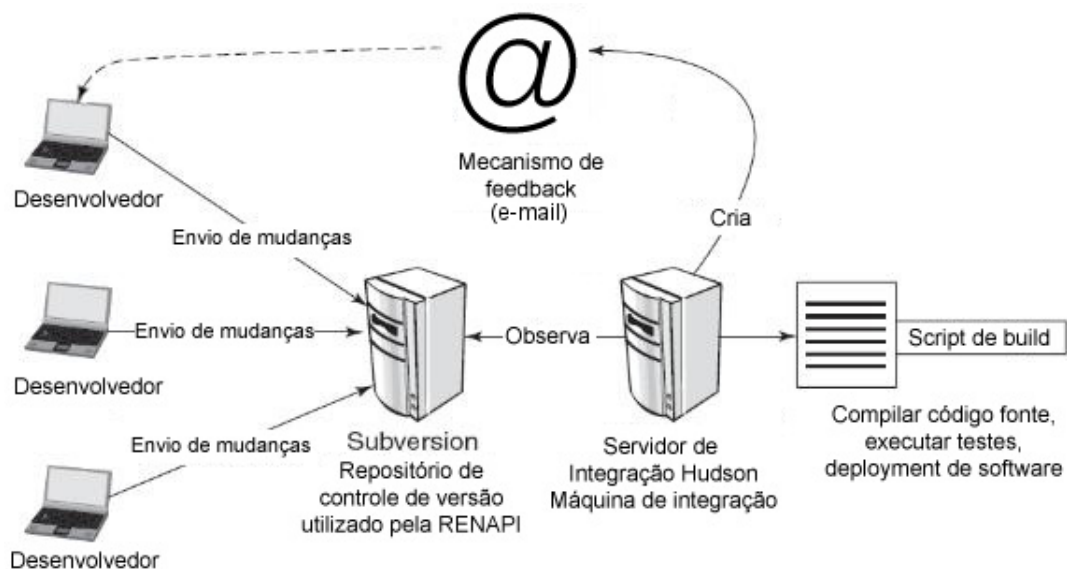 @
Mecanismo de
feedback
(e-mail)
Desenvolvedor
Cria
Envio de mudanças
Envio de mudanças
Observa
Script de build
Desenvolvedor
Envio de mudanças
Subversion
Repositório de
controle de versão
utilizado pela RENAPI
Servidor de
Integração Hudson
Máquina de integração
Compilar código fonte,
executar testes,
deployment de software
Desenvolvedor